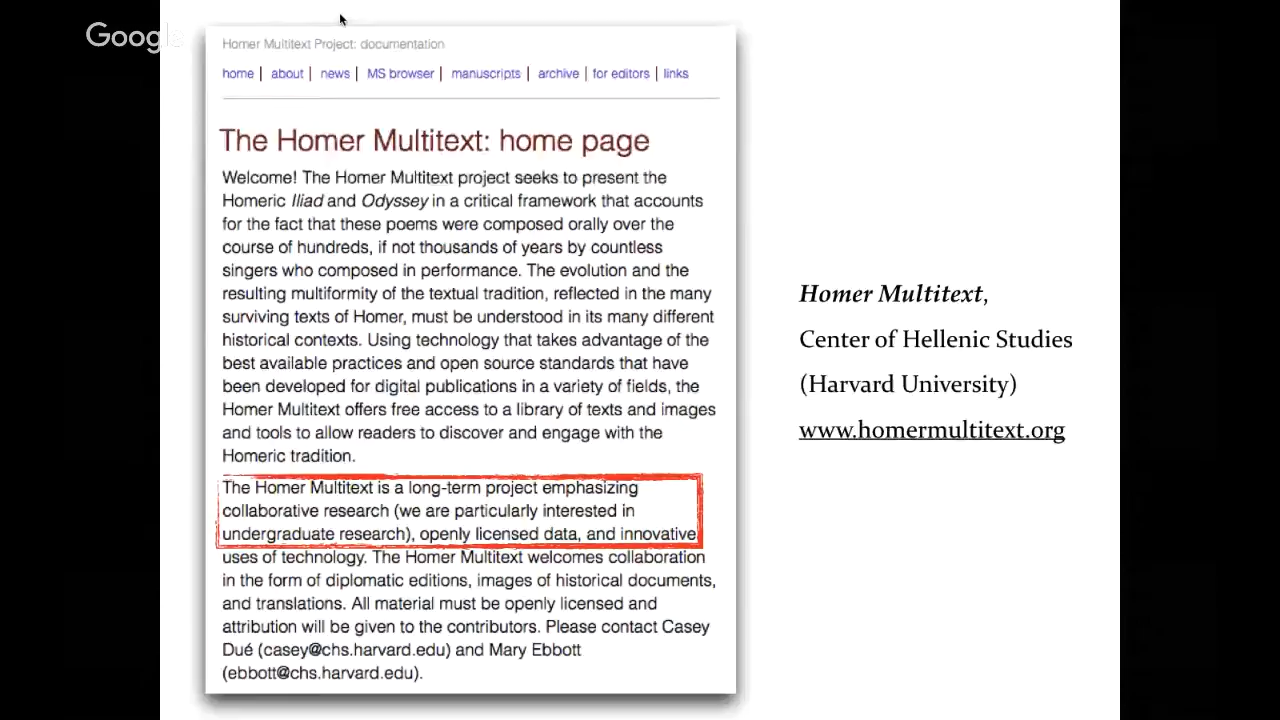 Google
Homer Multitext Project: documentation
home | about | news | MS browser | manuscripts | archive | for editors | links
The Homer Multitext: home page
Welcome! The Homer Multitext project seeks to present the
Homeric Iliad and Odyssey in a critical framework that accounts
for the fact that these poems were composed orally over the
course of hundreds, if not thousands of years by countless
singers who composed in performance. The evolution and the
resulting multiformity of the textual tradition, reflected in the many
surviving texts of Homer, must be understood in its many different
historical contexts. Using technology that takes advantage of the
best available practices and open source standards that have
been developed for digital publications in a variety of fields, the
Homer Multitext offers free access to a library of texts and images
and tools to allow readers to discover and engage with the
Homeric tradition.
The Homer Multitext is a long-term project emphasizing
collaborative research (we are particularly interested in
undergraduate research), openly licensed data, and innovative
uses of technology. The Homer Multitext welcomes collaboration
in the form of diplomatic editions, images of historical documents,
and translations. All material must be openly licensed and
attribution will be given to the contributors. Please contact Casey
Dué (casey@chs.harvard.edu) and Mary Ebbott
(ebbott@chs.harvard.edu).
Homer Multitext,
Center of Hellenic Studies
(Harvard University)
www.homermultitext.org